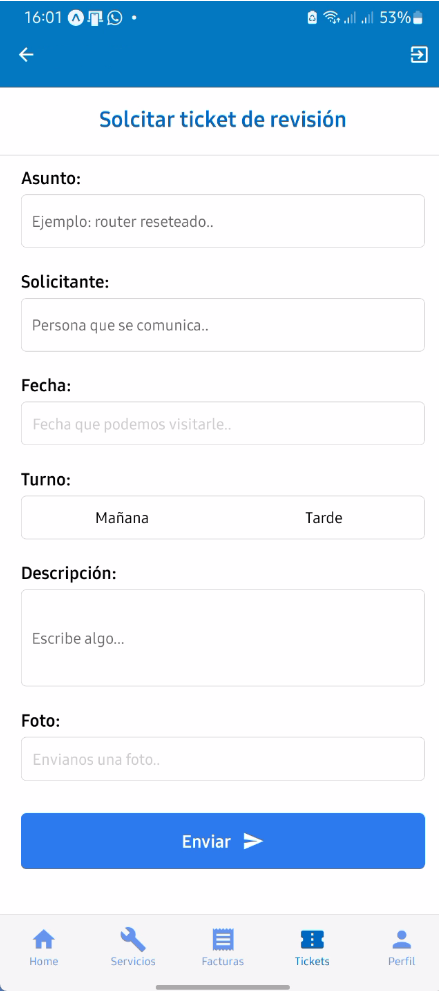 16:01 53%
Solcitar ticket de revisión
Asunto:
Ejemplo: router reseteado..
Solicitante:
Persona que se comunica..
Fecha:
Fecha que podemos visitarle..
Turno:
Mañana Tarde
Descripción:
Escribe algo...
Foto:
Envianos una foto..
Enviar
Home Servicios Facturas Tickets Perfil